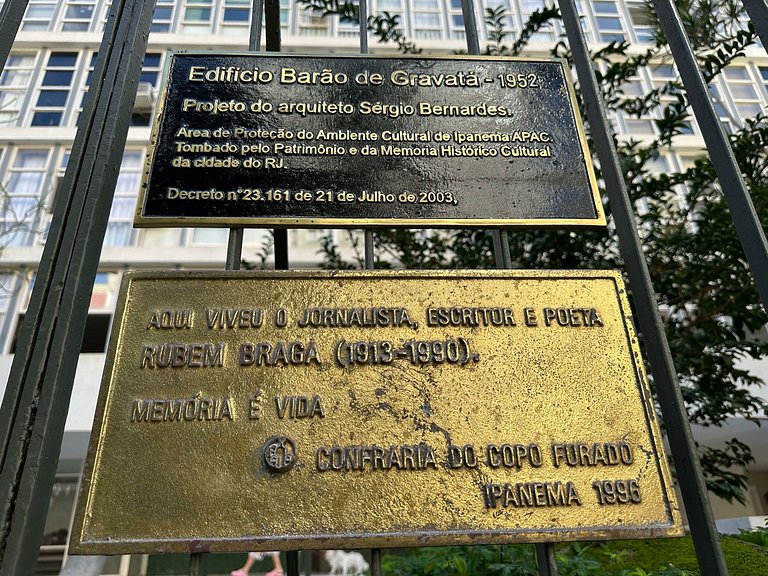 Edifício Barão de Gravatá - 1952.
Projeto do arquiteto Sérgio Bernardes.
Área de Proteção do Ambiente Cultural de Ipanema APAC.
Tombado pelo Patrimônio e da Memoria Histórico Cultural
da cidade do RJ.
Decreto n°23.161 de 21 de Julho de 2003.
AQUI VIVEU O JORNALISTA, ESCRITOR E POETA
RUBEM BRAGA (1913-1990).
MEMÓRIA É VIDA
CONFRARIA DO COPO FURADO
IPANEMA 1996